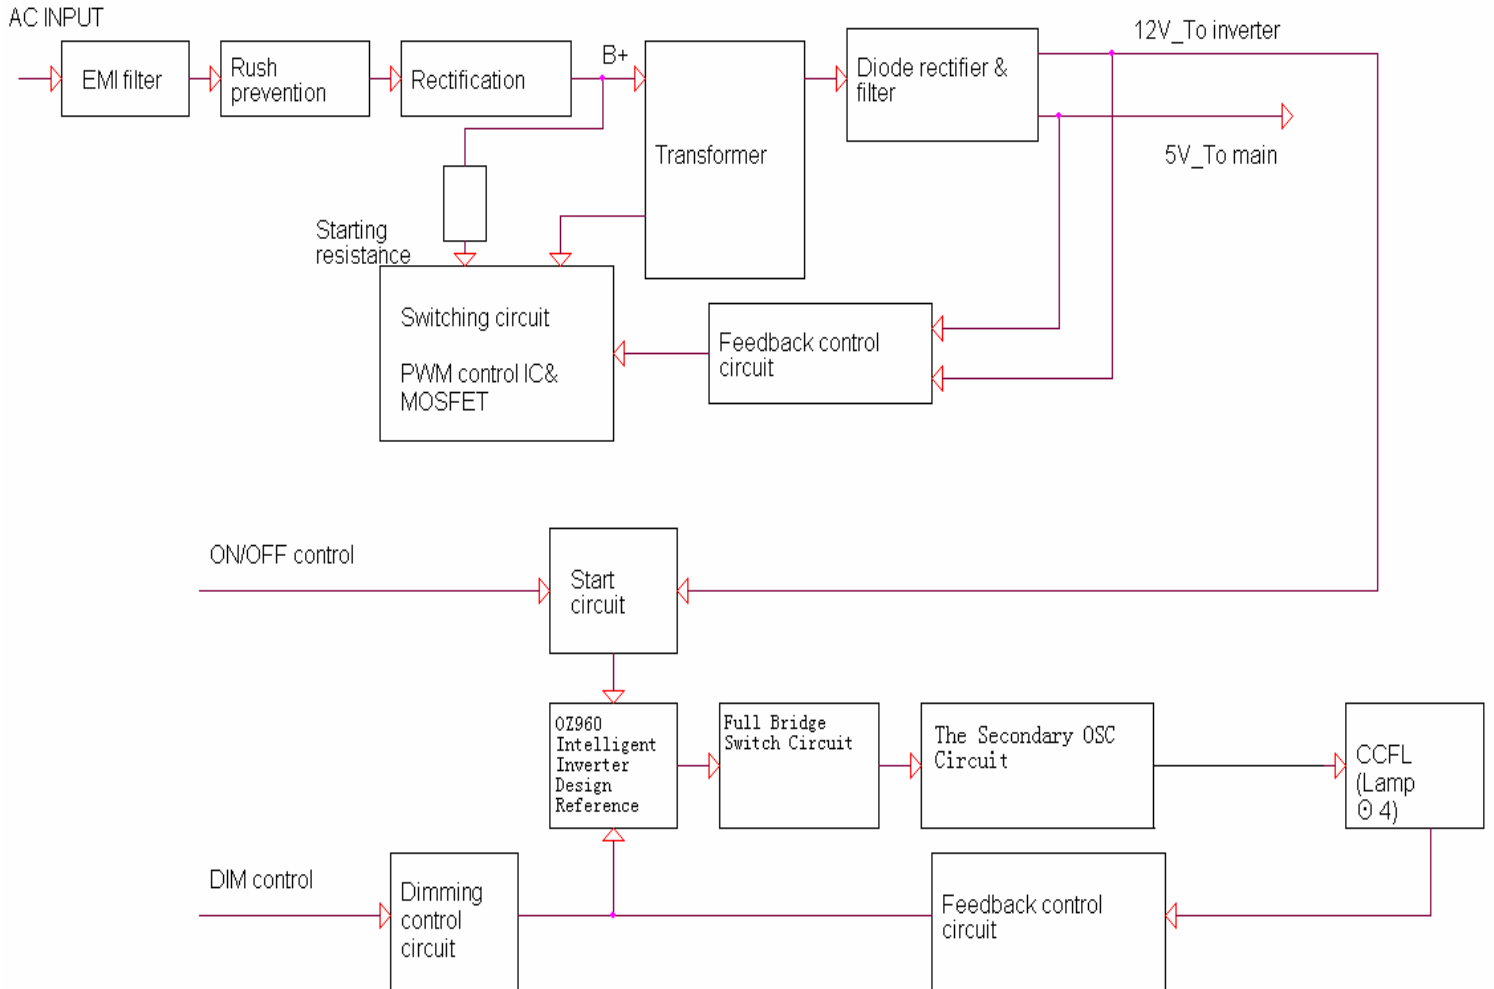 AC INPUT
EMI filter
Rush
prevention
Rectification
B+
Transformer
Diode rectifier &
filter
12V_To inverter
5V_To main
Starting
resistance
Switching circuit
PWM control IC&
MOSFET
Feedback control
circuit
ON/OFF control
Start
circuit
OZ960
Intelligent
Inverter
Design
Reference
Full Bridge
Switch Circuit
The Secondary OSC
Circuit
CCFL
(Lamp
⊙ 4)
DIM control
Dimming
control
circuit
Feedback control
circuit